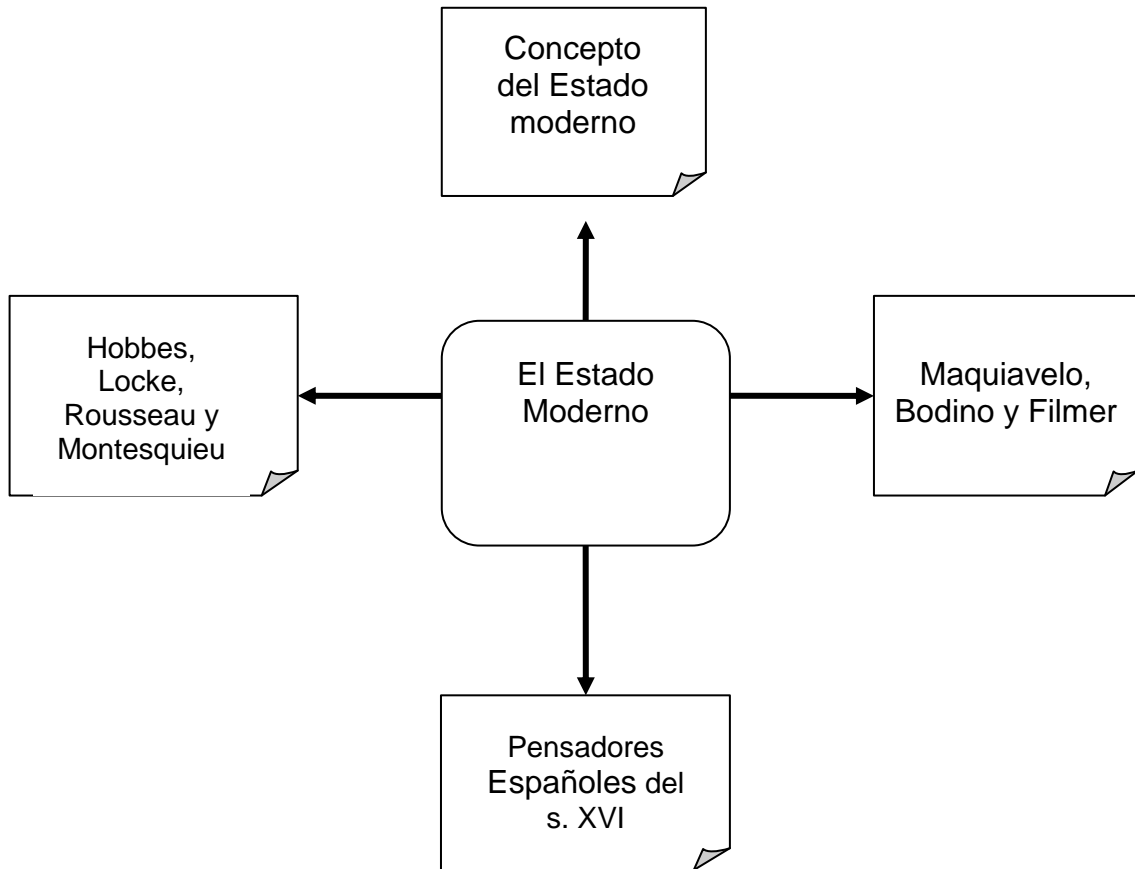 Concepto
del Estado
moderno
Hobbes,
Locke,
Rousseau y
Montesquieu
El Estado
Moderno
Maquiavelo,
Bodino y Filmer
Pensadores
Españoles del
s. XVI